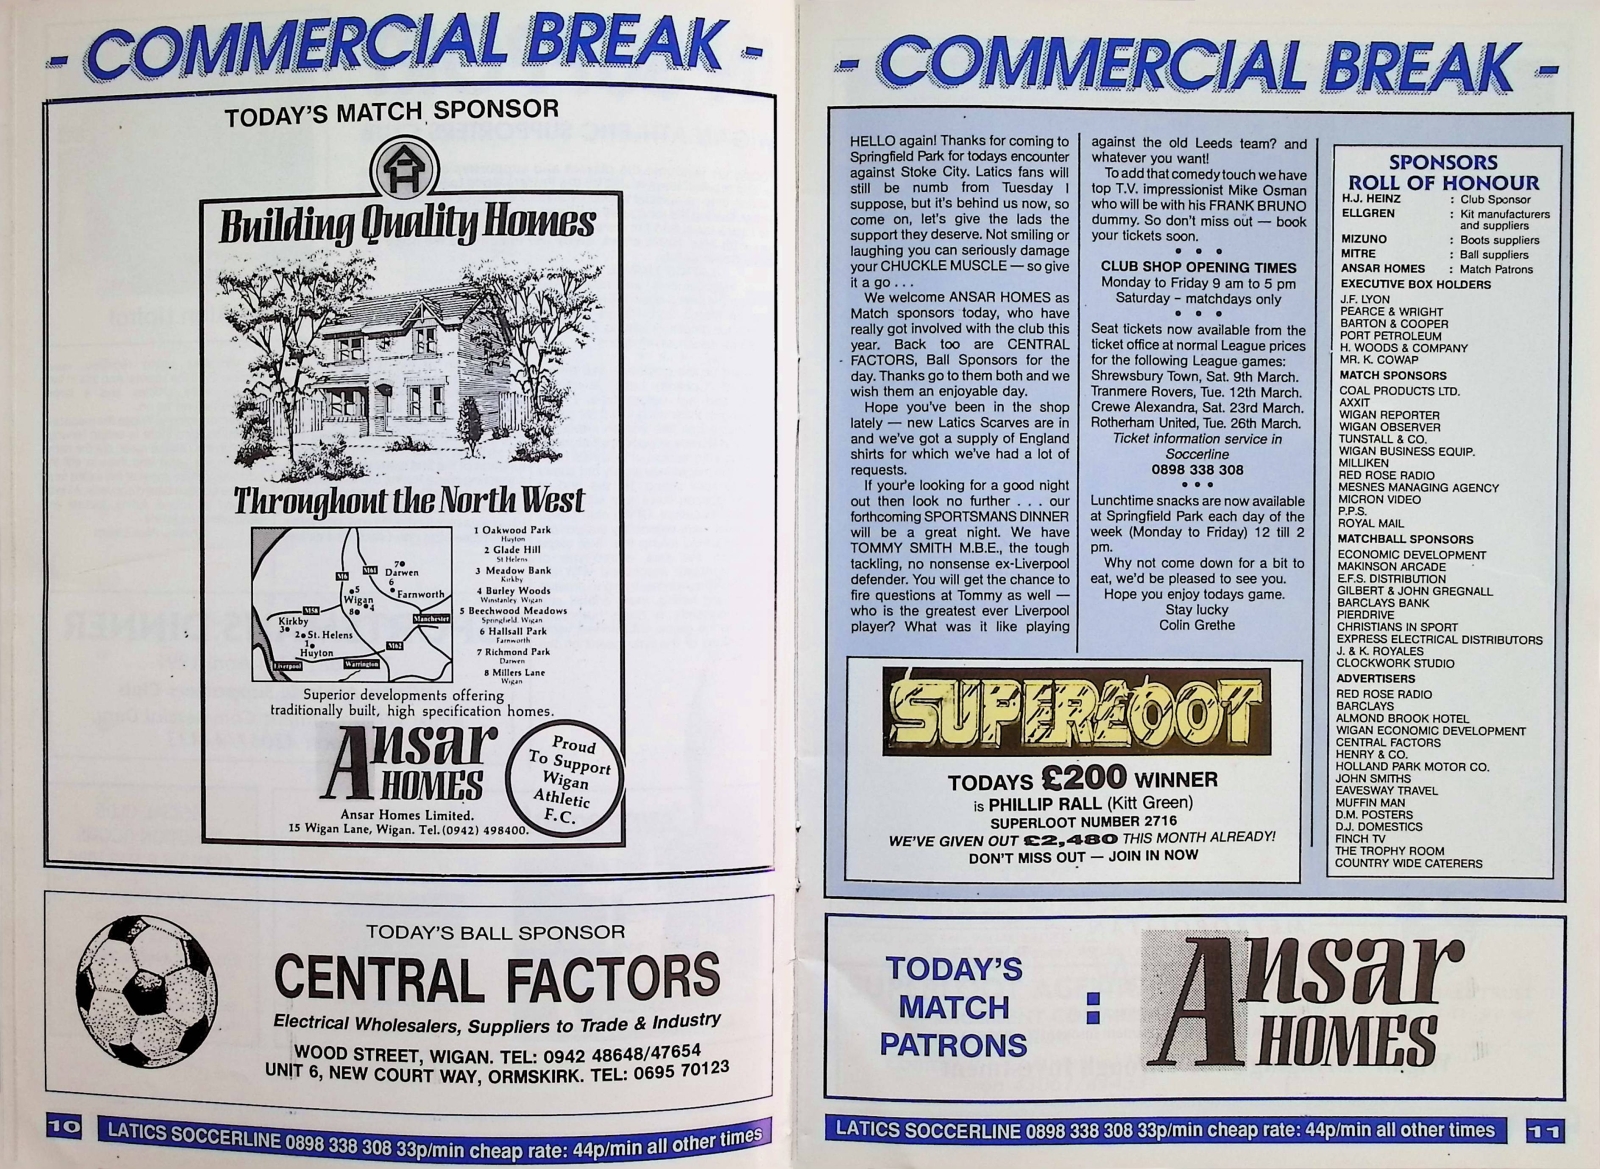 - COMMERCIAL BREAK -
TODAY'S MATCH SPONSOR
Building Quality Homes
Throughout the North West
M6
M61
7
Darwen
6
Farnworth
5
Wigan
8 4
M58
Kirkby
3
Manchester
2 St. Helens
1
Huyton
M62
Liverpool
Warrington
1 Oakwood Park
Huyton
2 Glade Hill
St Helens
3 Meadow Bank
Kirkby
4 Burley Woods
Winstanley Wigan
5 Beechwood Meadows
Springfield, Wigan
6 Hallsall Park
Farnworth
7 Richmond Park
Darwen
8 Millers Lane
Wigan
Superior developments offering
traditionally built, high specification homes.
Ansar
HOMES
Proud
To Support
Wigan
Athletic
F.C.
Ansar Homes Limited.
15 Wigan Lane, Wigan. Tel. (0942) 498400.
TODAY'S BALL SPONSOR
CENTRAL FACTORS
Electrical Wholesalers, Suppliers to Trade & Industry
WOOD STREET, WIGAN. TEL: 0942 48648/47654
UNIT 6, NEW COURT WAY, ORMSKIRK. TEL: 0695 70123
10
LATICS SOCCERLINE 0898 338 308 33p/min cheap rate: 44p/min all other times
- COMMERCIAL BREAK -
HELLO again! Thanks for coming to
Springfield Park for todays encounter
against Stoke City. Latics fans will
still be numb from Tuesday I
suppose, but it's behind us now, so
come on, let's give the lads the
support they deserve. Not smiling or
laughing you can seriously damage
your CHUCKLE MUSCLE — so give
it a go . . .
We welcome ANSAR HOMES as
Match sponsors today, who have
really got involved with the club this
year. Back too are CENTRAL
FACTORS, Ball Sponsors for the
day. Thanks go to them both and we
wish them an enjoyable day.
Hope you've been in the shop
lately — new Latics Scarves are in
and we've got a supply of England
shirts for which we've had a lot of
requests.
If your'e looking for a good night
out then look no further . . . our
forthcoming SPORTSMANS DINNER
will be a great night. We have
TOMMY SMITH M.B.E., the tough
tackling, no nonsense ex-Liverpool
defender. You will get the chance to
fire questions at Tommy as well —
who is the greatest ever Liverpool
player? What was it like playing
against the old Leeds team? and
whatever you want!
To add that comedy touch we have
top T.V. impressionist Mike Osman
who will be with his FRANK BRUNO
dummy. So don't miss out — book
your tickets soon.
• • •
CLUB SHOP OPENING TIMES
Monday to Friday 9 am to 5 pm
Saturday – matchdays only
• • •
Seat tickets now available from the
ticket office at normal League prices
for the following League games:
Shrewsbury Town, Sat. 9th March.
Tranmere Rovers, Tue. 12th March.
Crewe Alexandra, Sat. 23rd March.
Rotherham United, Tue. 26th March.
Ticket information service in
Soccerline
0898 338 308
• • •
Lunchtime snacks are now available
at Springfield Park each day of the
week (Monday to Friday) 12 till 2
pm.
Why not come down for a bit to
eat, we'd be pleased to see you.
Hope you enjoy todays game.
Stay lucky
Colin Grethe
SUPERLOOT
TODAYS £200 WINNER
is PHILLIP RALL (Kitt Green)
SUPERLOOT NUMBER 2716
WE'VE GIVEN OUT £2,480 THIS MONTH ALREADY!
DON'T MISS OUT — JOIN IN NOW
SPONSORS
ROLL OF HONOUR
H.J. HEINZ : Club Sponsor
ELLGREN : Kit manufacturers
and suppliers
MIZUNO : Boots suppliers
MITRE : Ball suppliers
ANSAR HOMES : Match Patrons
EXECUTIVE BOX HOLDERS
J.F. LYON
PEARCE & WRIGHT
BARTON & COOPER
PORT PETROLEUM
H. WOODS & COMPANY
MR. K. COWAP
MATCH SPONSORS
COAL PRODUCTS LTD.
AXXIT
WIGAN REPORTER
WIGAN OBSERVER
TUNSTALL & CO.
WIGAN BUSINESS EQUIP.
MILLIKEN
RED ROSE RADIO
MESNES MANAGING AGENCY
MICRON VIDEO
P.P.S.
ROYAL MAIL
MATCHBALL SPONSORS
ECONOMIC DEVELOPMENT
MAKINSON ARCADE
E.F.S. DISTRIBUTION
GILBERT & JOHN GREGNALL
BARCLAYS BANK
PIERDRIVE
CHRISTIANS IN SPORT
EXPRESS ELECTRICAL DISTRIBUTORS
J. & K. ROYALES
CLOCKWORK STUDIO
ADVERTISERS
RED ROSE RADIO
BARCLAYS
ALMOND BROOK HOTEL
WIGAN ECONOMIC DEVELOPMENT
CENTRAL FACTORS
HENRY & CO.
HOLLAND PARK MOTOR CO.
JOHN SMITHS
EAVESWAY TRAVEL
MUFFIN MAN
D.M. POSTERS
D.J. DOMESTICS
FINCH TV
THE TROPHY ROOM
COUNTRY WIDE CATERERS
TODAY'S
MATCH
PATRONS
:
Ansar
HOMES
LATICS SOCCERLINE 0898 338 308 33p/min cheap rate: 44p/min all other times
11